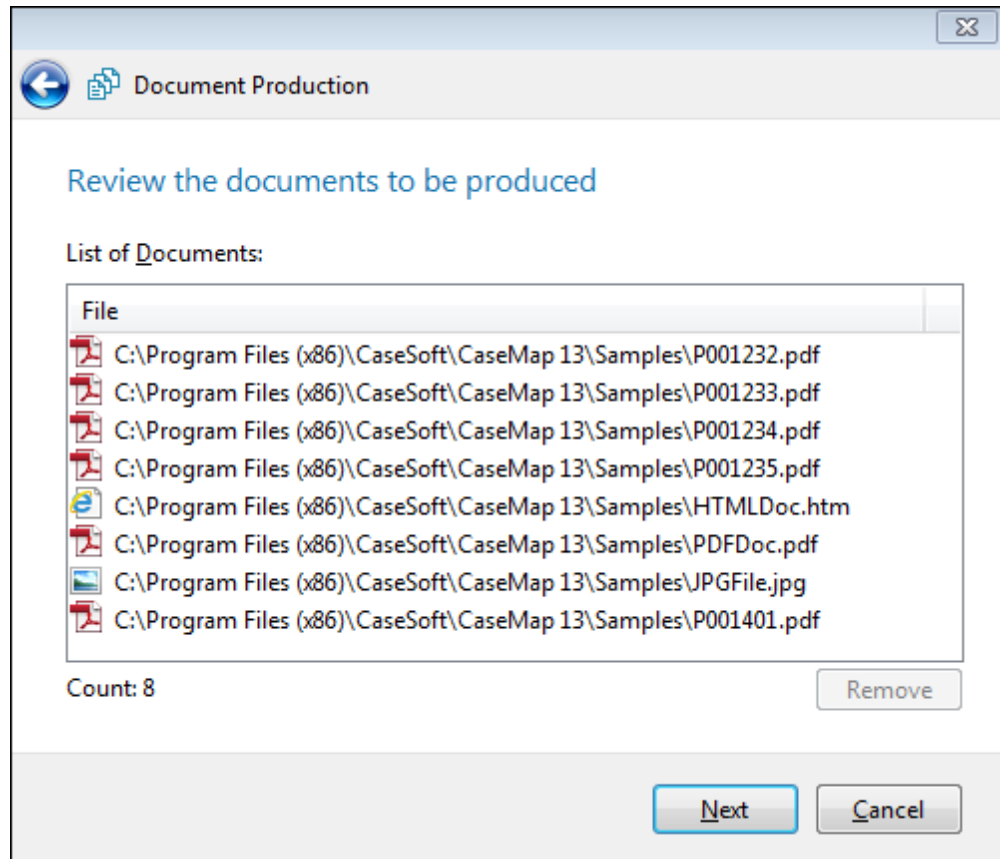 Document Production
Review the documents to be produced
List of Documents:
File
C:\Program Files (x86)\CaseSoft\CaseMap 13\Samples\P001232.pdf
C:\Program Files (x86)\CaseSoft\CaseMap 13\Samples\P001233.pdf
C:\Program Files (x86)\CaseSoft\CaseMap 13\Samples\P001234.pdf
C:\Program Files (x86)\CaseSoft\CaseMap 13\Samples\P001235.pdf
C:\Program Files (x86)\CaseSoft\CaseMap 13\Samples\HTMLDoc.htm
C:\Program Files (x86)\CaseSoft\CaseMap 13\Samples\PDFDoc.pdf
C:\Program Files (x86)\CaseSoft\CaseMap 13\Samples\JPGFile.jpg
C:\Program Files (x86)\CaseSoft\CaseMap 13\Samples\P001401.pdf
Count: 8
Remove
Next
Cancel